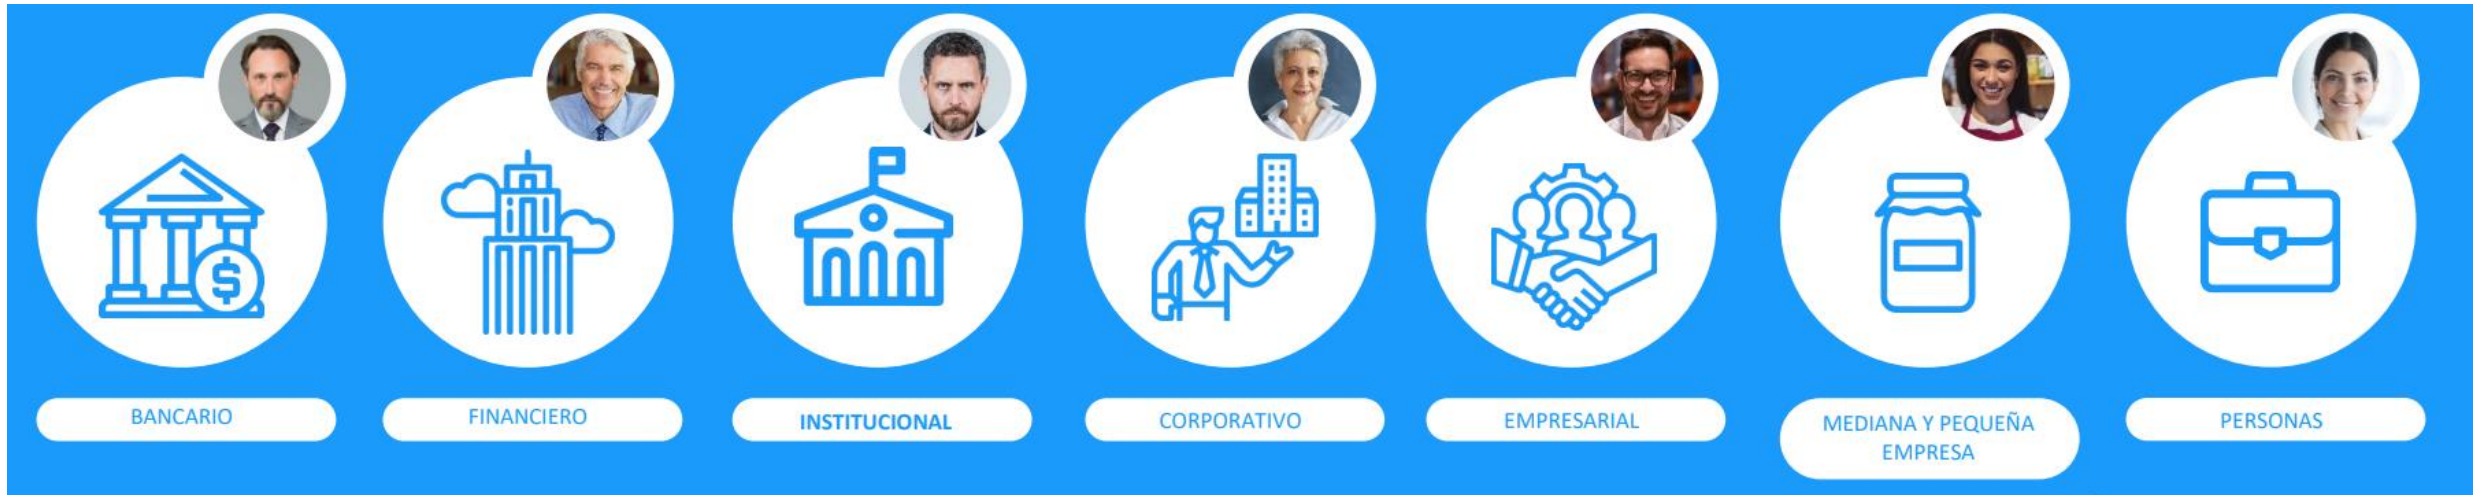 BANCARIO
FINANCIERO
INSTITUCIONAL
CORPORATIVO
EMPRESARIAL
MEDIANA Y PEQUEÑA
EMPRESA
PERSONAS